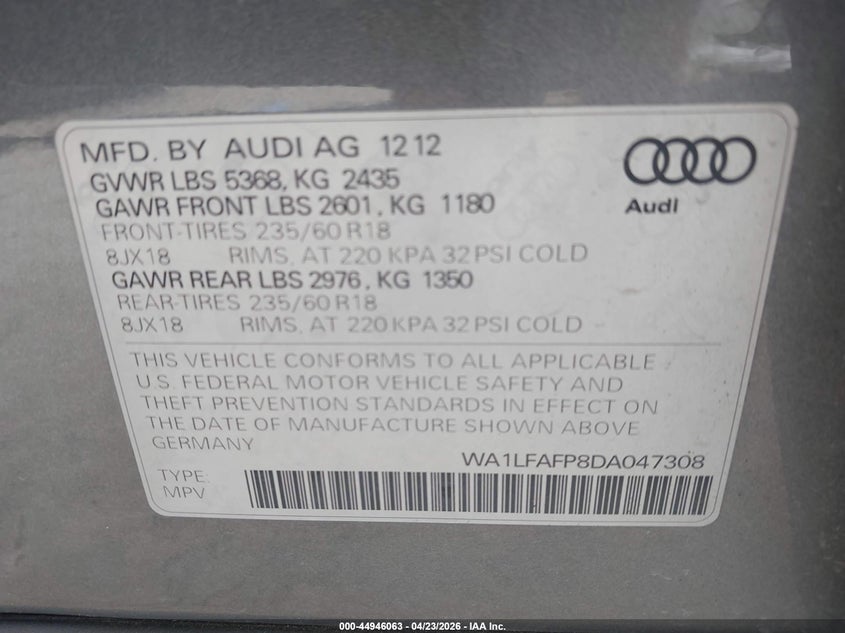 MFD. BY AUDI AG 12 12
GVWR LBS 5368, KG 2435
GAWR FRONT LBS 2601, KG 1180
FRONT-TIRES 235/60 R18
8JX18 RIMS, AT 220 KPA 32 PSI COLD
GAWR REAR LBS 2976, KG 1350
REAR-TIRES 235/60 R18
8JX18 RIMS, AT 220 KPA 32 PSI COLD
Audi
THIS VEHICLE CONFORMS TO ALL APPLICABLE
U.S. FEDERAL MOTOR VEHICLE SAFETY AND
THEFT PREVENTION STANDARDS IN EFFECT ON
THE DATE OF MANUFACTURE SHOWN ABOVE
GERMANY
WA1LFAFP8DA047308
TYPE:
MPV
000-44946063 - 04/23/2026 - IAA Inc.